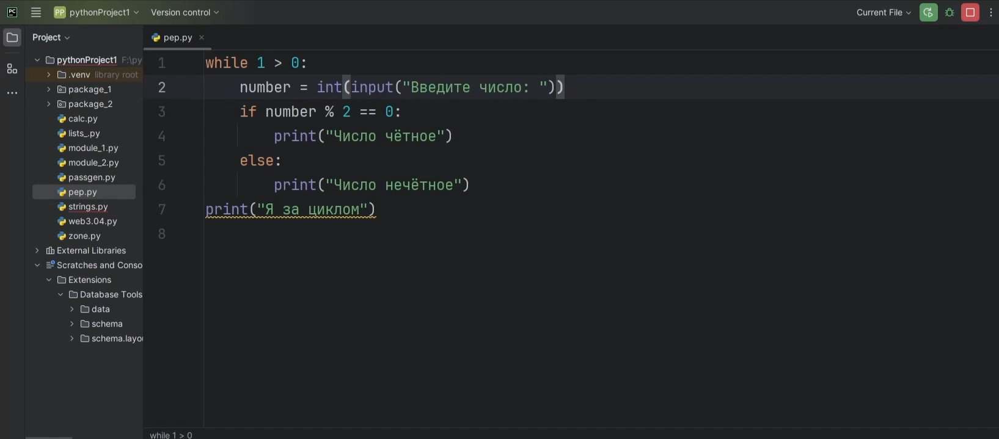 PC
PP pythonProject1
Version control
Current File
Project
pep.py
pythonProject1 F:\py
.venv library root
package_1
package_2
calc.py
lists_.py
module_1.py
module_2.py
passgen.py
pep.py
strings.py
web3.04.py
zone.py
External Libraries
Scratches and Conso
Extensions
Database Tools
data
schema
schema.layou
1 while 1 > 0:
2 number = int(input("Введите число: "))
3 if number % 2 == 0:
4 print("Число чётное")
5 else:
6 print("Число нечётное")
7 print("Я за циклом")
8
while 1 > 0